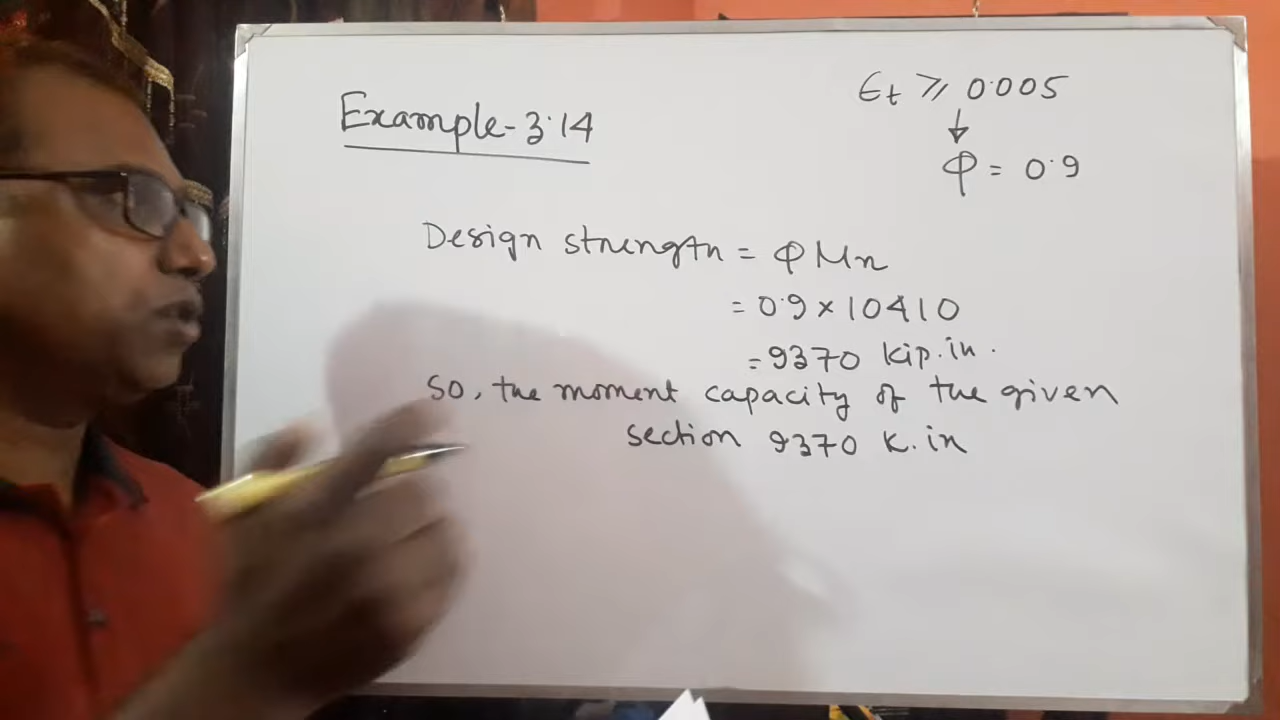 Example-3.14
Et ⩾ 0.005
↓
φ = 0.9
Design strength = φ Mn
= 0.9 × 10410
= 9370 kip.in.
So, the moment capacity of the given
section 9370 k.in